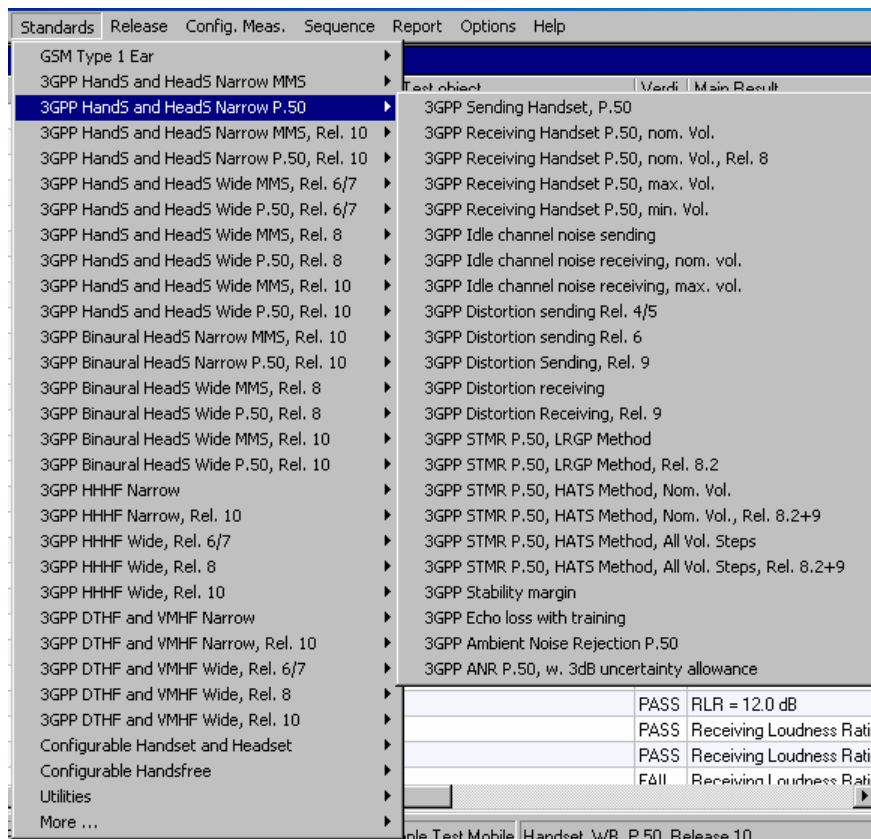 Standards Release Config. Meas. Sequence Report Options Help
GSM Type 1 Ear
3GPP HandS and HeadS Narrow MMS
3GPP HandS and HeadS Narrow P.50
3GPP HandS and HeadS Narrow MMS, Rel. 10
3GPP HandS and HeadS Narrow P.50, Rel. 10
3GPP HandS and HeadS Wide MMS, Rel. 6/7
3GPP HandS and HeadS Wide P.50, Rel. 6/7
3GPP HandS and HeadS Wide MMS, Rel. 8
3GPP HandS and HeadS Wide P.50, Rel. 8
3GPP HandS and HeadS Wide MMS, Rel. 10
3GPP HandS and HeadS Wide P.50, Rel. 10
3GPP Binaural HeadS Narrow MMS, Rel. 10
3GPP Binaural HeadS Narrow P.50, Rel. 10
3GPP Binaural HeadS Wide MMS, Rel. 8
3GPP Binaural HeadS Wide P.50, Rel. 8
3GPP Binaural HeadS Wide MMS, Rel. 10
3GPP Binaural HeadS Wide P.50, Rel. 10
3GPP HHHF Narrow
3GPP HHHF Narrow, Rel. 10
3GPP HHHF Wide, Rel. 6/7
3GPP HHHF Wide, Rel. 8
3GPP HHHF Wide, Rel. 10
3GPP DTHF and VMHF Narrow
3GPP DTHF and VMHF Narrow, Rel. 10
3GPP DTHF and VMHF Wide, Rel. 6/7
3GPP DTHF and VMHF Wide, Rel. 8
3GPP DTHF and VMHF Wide, Rel. 10
Configurable Handset and Headset
Configurable Handsfree
Utilities
More ...
Test object Verdi Main Result
3GPP Sending Handset, P.50
3GPP Receiving Handset P.50, nom. Vol.
3GPP Receiving Handset P.50, nom. Vol., Rel. 8
3GPP Receiving Handset P.50, max. Vol.
3GPP Receiving Handset P.50, min. Vol.
3GPP Idle channel noise sending
3GPP Idle channel noise receiving, nom. vol.
3GPP Idle channel noise receiving, max. vol.
3GPP Distortion sending Rel. 4/5
3GPP Distortion sending Rel. 6
3GPP Distortion Sending, Rel. 9
3GPP Distortion receiving
3GPP Distortion Receiving, Rel. 9
3GPP STMR P.50, LRGP Method
3GPP STMR P.50, LRGP Method, Rel. 8.2
3GPP STMR P.50, HATS Method, Nom. Vol.
3GPP STMR P.50, HATS Method, Nom. Vol., Rel. 8.2+9
3GPP STMR P.50, HATS Method, All Vol. Steps
3GPP STMR P.50, HATS Method, All Vol. Steps, Rel. 8.2+9
3GPP Stability margin
3GPP Echo loss with training
3GPP Ambient Noise Rejection P.50
3GPP ANR P.50, w. 3dB uncertainty allowance
PASS RLR = 12.0 dB
PASS Receiving Loudness Rati
PASS Receiving Loudness Rati
FAIL Receiving Loudness Rati
ple Test Mobile Handset, WB, P.50, Release 10